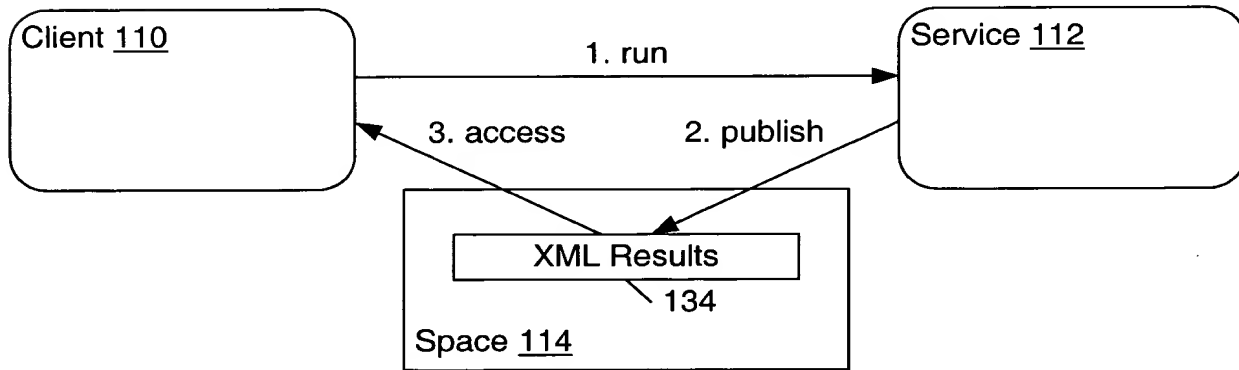 Client 110
Service 112
1. run
3. access
2. publish
XML Results
134
Space 114